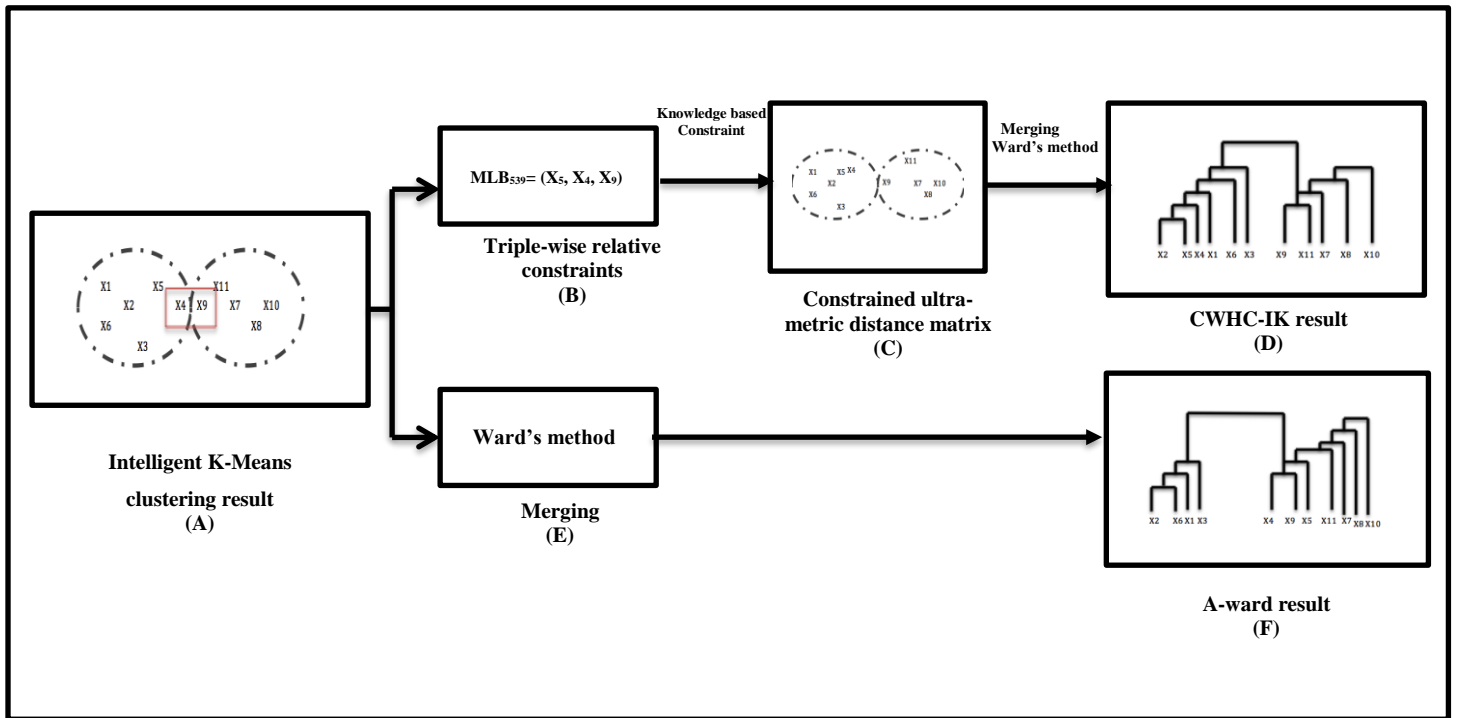 X1
X5
X11
X2
X4
X9
X7
X10
X6
X8
X3
Intelligent K-Means
clustering result
(A)
MLB₅₃₉= (X₅, X₄, X₉)
Triple-wise relative
constraints
(B)
Knowledge based
Constraint
X11
X1
X5
X4
X2
X9
X7
X10
X6
X8
X3
Constrained ultra-
metric distance matrix
(C)
Merging
Ward’s method
X2
X5
X4
X1
X6
X3
X9
X11
X7
X8
X10
CWHC-IK result
(D)
Ward’s method
Merging
(E)
X2
X6
X1
X3
X4
X9
X5
X11
X7
X8
X10
A-ward result
(F)